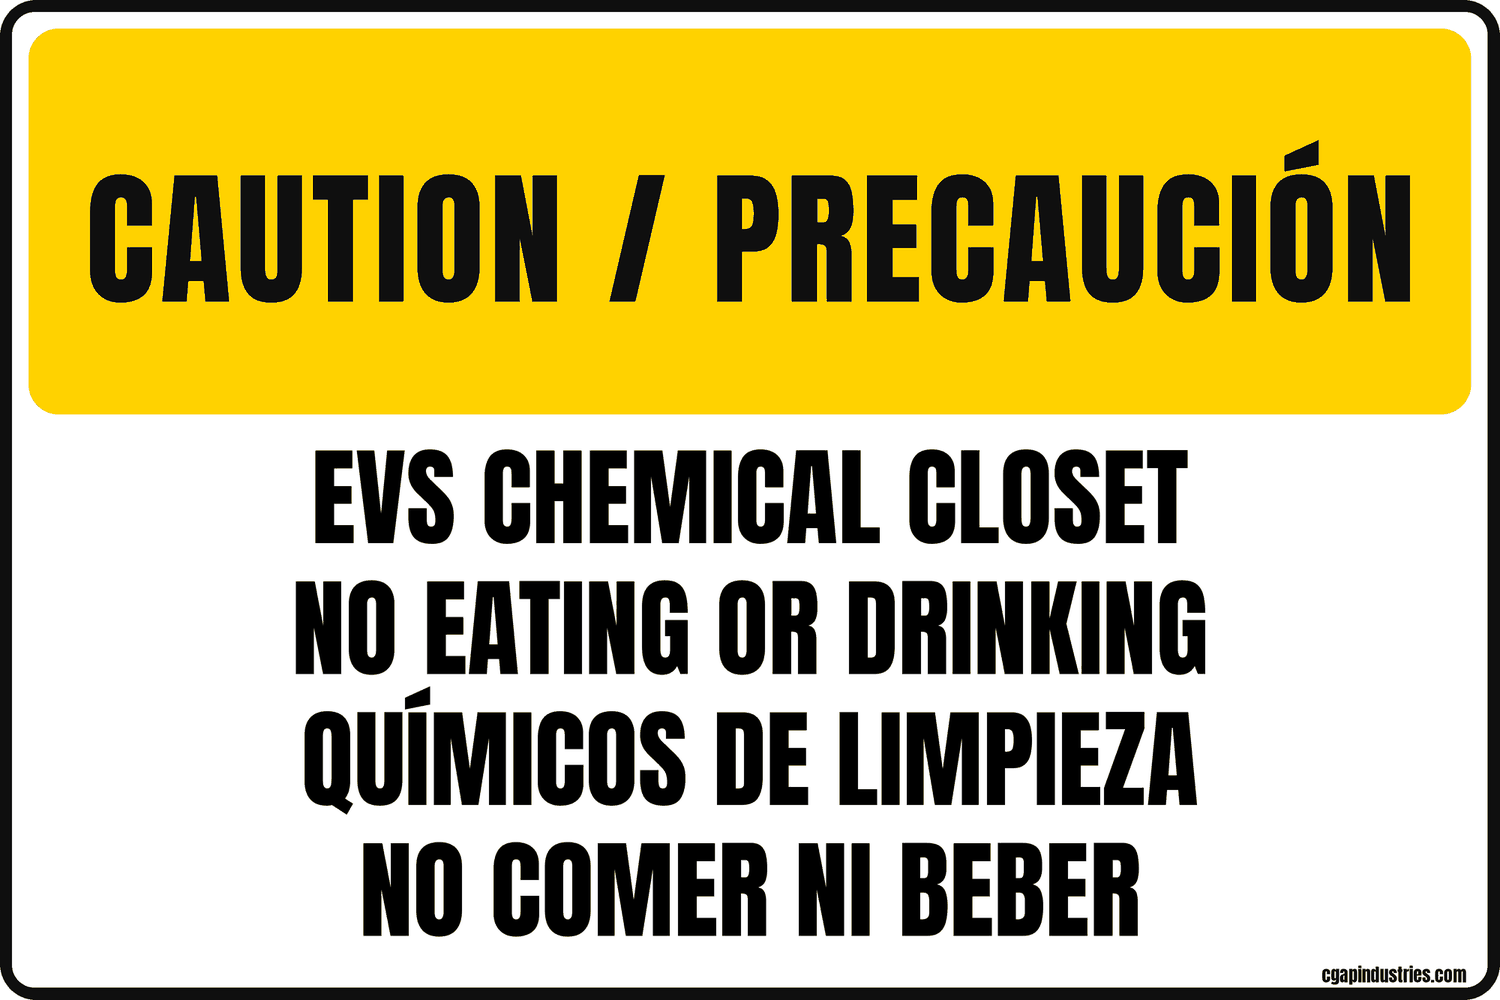 CAUTION / PRECAUCIÓN
EVS CHEMICAL CLOSET
NO EATING OR DRINKING
QUÍMICOS DE LIMPIEZA
NO COMER NI BEBER
cgapindustries.com